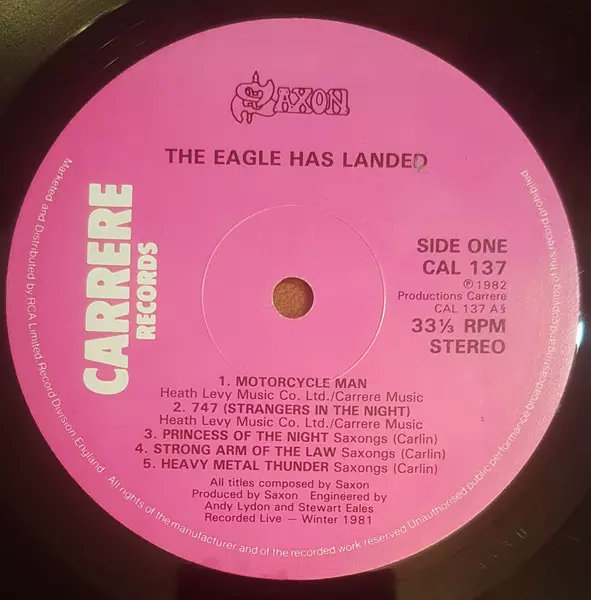 SAXON
THE EAGLE HAS LANDED
CARRERE
RECORDS
SIDE ONE
CAL 137
℗ 1982
Productions Carrere
CAL 137 A§
33⅓ RPM
STEREO
1. MOTORCYCLE MAN
Heath Levy Music Co. Ltd./Carrere Music
2. 747 (STRANGERS IN THE NIGHT)
Heath Levy Music Co. Ltd./Carrere Music
3. PRINCESS OF THE NIGHT Saxongs (Carlin)
4. STRONG ARM OF THE LAW Saxongs (Carlin)
5. HEAVY METAL THUNDER Saxongs (Carlin)
All titles composed by Saxon
Produced by Saxon Engineered by
Andy Lydon and Stewart Eales
Recorded Live — Winter 1981
Marketed and Distributed by RCA Limited Record Division, England All rights of the manufacturer and of the recorded work reserved Unauthorised public performance broadcasting and copying of this record prohibited